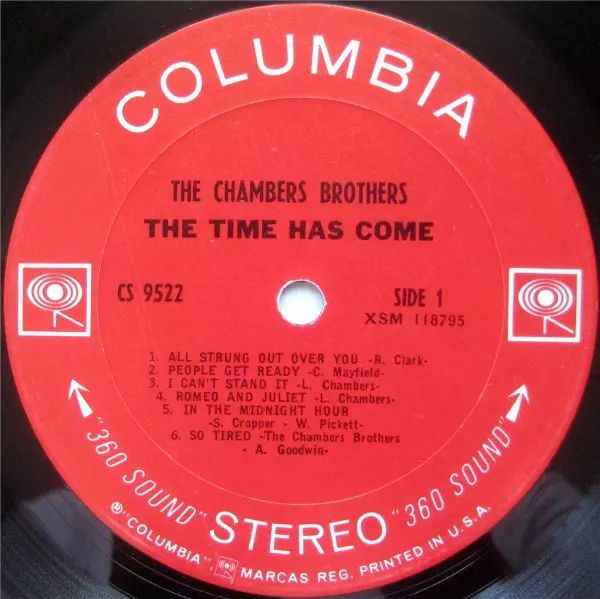 COLUMBIA
THE CHAMBERS BROTHERS
THE TIME HAS COME
CS 9522
SIDE 1
XSM 118795
1. ALL STRUNG OUT OVER YOU -R. Clark-
2. PEOPLE GET READY -C. Mayfield-
3. I CAN'T STAND IT -L. Chambers-
4. ROMEO AND JULIET -L. Chambers-
5. IN THE MIDNIGHT HOUR
-S. Cropper - W. Pickett-
6. SO TIRED -The Chambers Brothers
- A. Goodwin-
"360 SOUND" STEREO "360 SOUND"
®"COLUMBIA" MARCAS REG. PRINTED IN U.S.A.